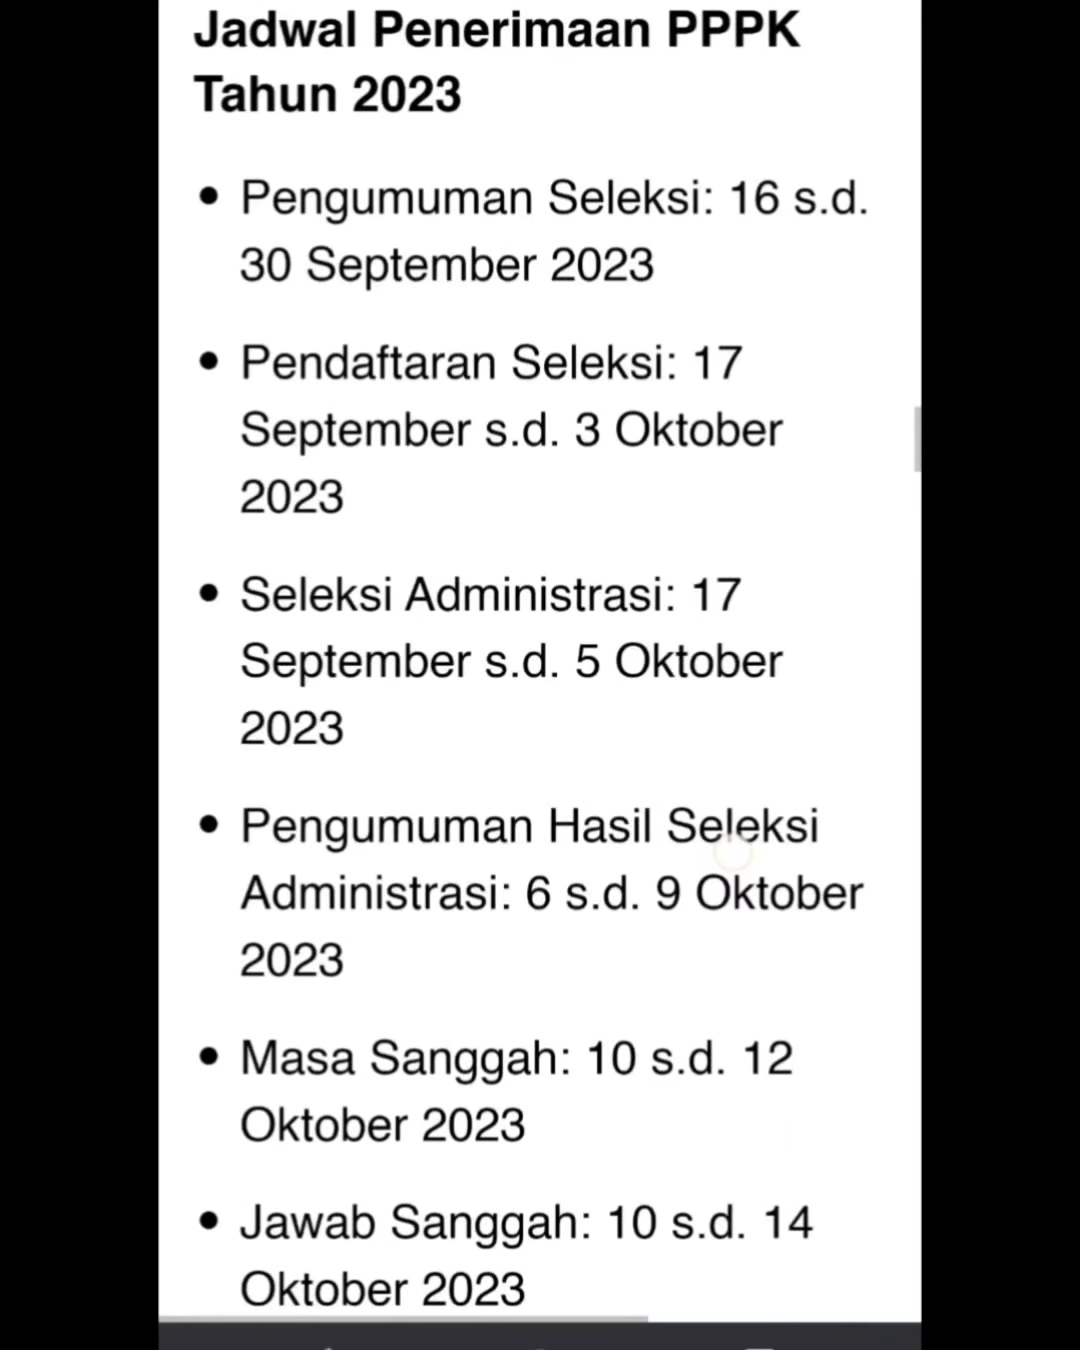 Jadwal Penerimaan PPPK
Tahun 2023
• Pengumuman Seleksi: 16 s.d.
30 September 2023
• Pendaftaran Seleksi: 17
September s.d. 3 Oktober
2023
• Seleksi Administrasi: 17
September s.d. 5 Oktober
2023
• Pengumuman Hasil Seleksi
Administrasi: 6 s.d. 9 Oktober
2023
• Masa Sanggah: 10 s.d. 12
Oktober 2023
• Jawab Sanggah: 10 s.d. 14
Oktober 2023